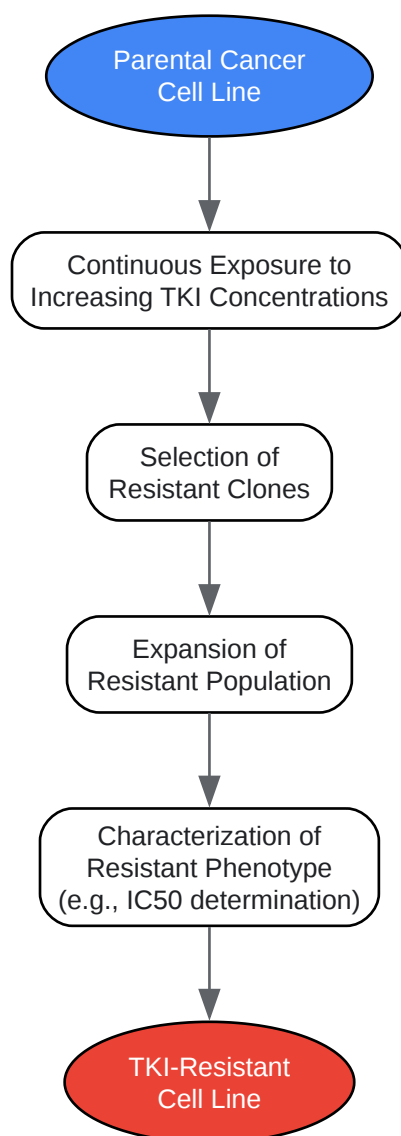 Parental Cancer
Cell Line
Continuous Exposure to
Increasing TKI Concentrations
Selection of
Resistant Clones
Expansion of
Resistant Population
Characterization of
Resistant Phenotype
(e.g., IC50 determination)
TKI-Resistant
Cell Line